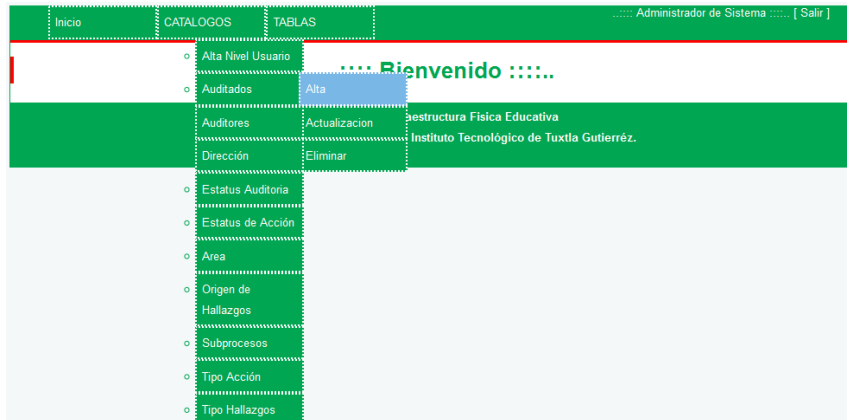 Inicio
CATALOGOS
TABLAS
..:::: Administrador de Sistema ::::.. [ Salir ]
Alta Nivel Usuario
:::: Bienvenido ::::..
Auditados
Alta
Auditores
Actualizacion
aestructura Fisica Educativa
Instituto Tecnológico de Tuxtla Gutierréz.
Dirección
Eliminar
Estatus Auditoria
Estatus de Acción
Area
Origen de
Hallazgos
Subprocesos
Tipo Acción
Tipo Hallazgos